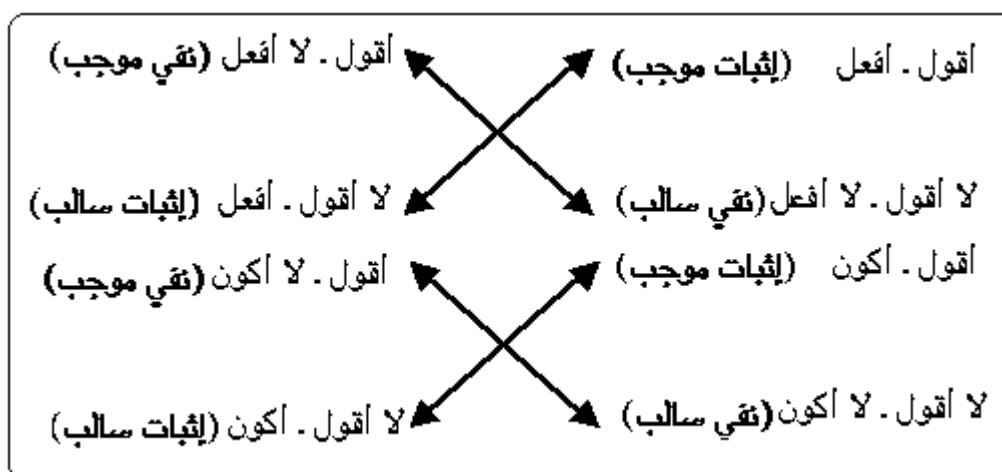 أقول . أفعل (إثبات موجب) أقول . لا أفعل (نفي موجب)
لا أقول . لا أفعل (نفي سالب) لا أقول . أفعل (إثبات سالب)
أقول . أكون (إثبات موجب) أقول . لا أكون (نفي موجب)
لا أقول . لا أكون (نفي سالب) لا أقول . أكون (إثبات سالب)